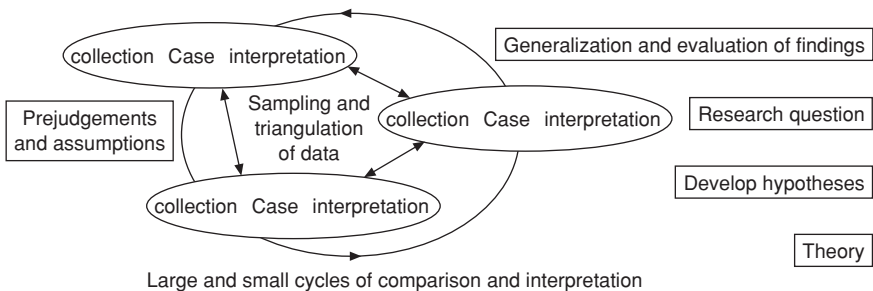 collection Case interpretation
Generalization and evaluation of findings
Prejudgements
and assumptions
Sampling and
triangulation
of data
collection Case interpretation
Research question
Develop hypotheses
collection Case interpretation
Theory
Large and small cycles of comparison and interpretation